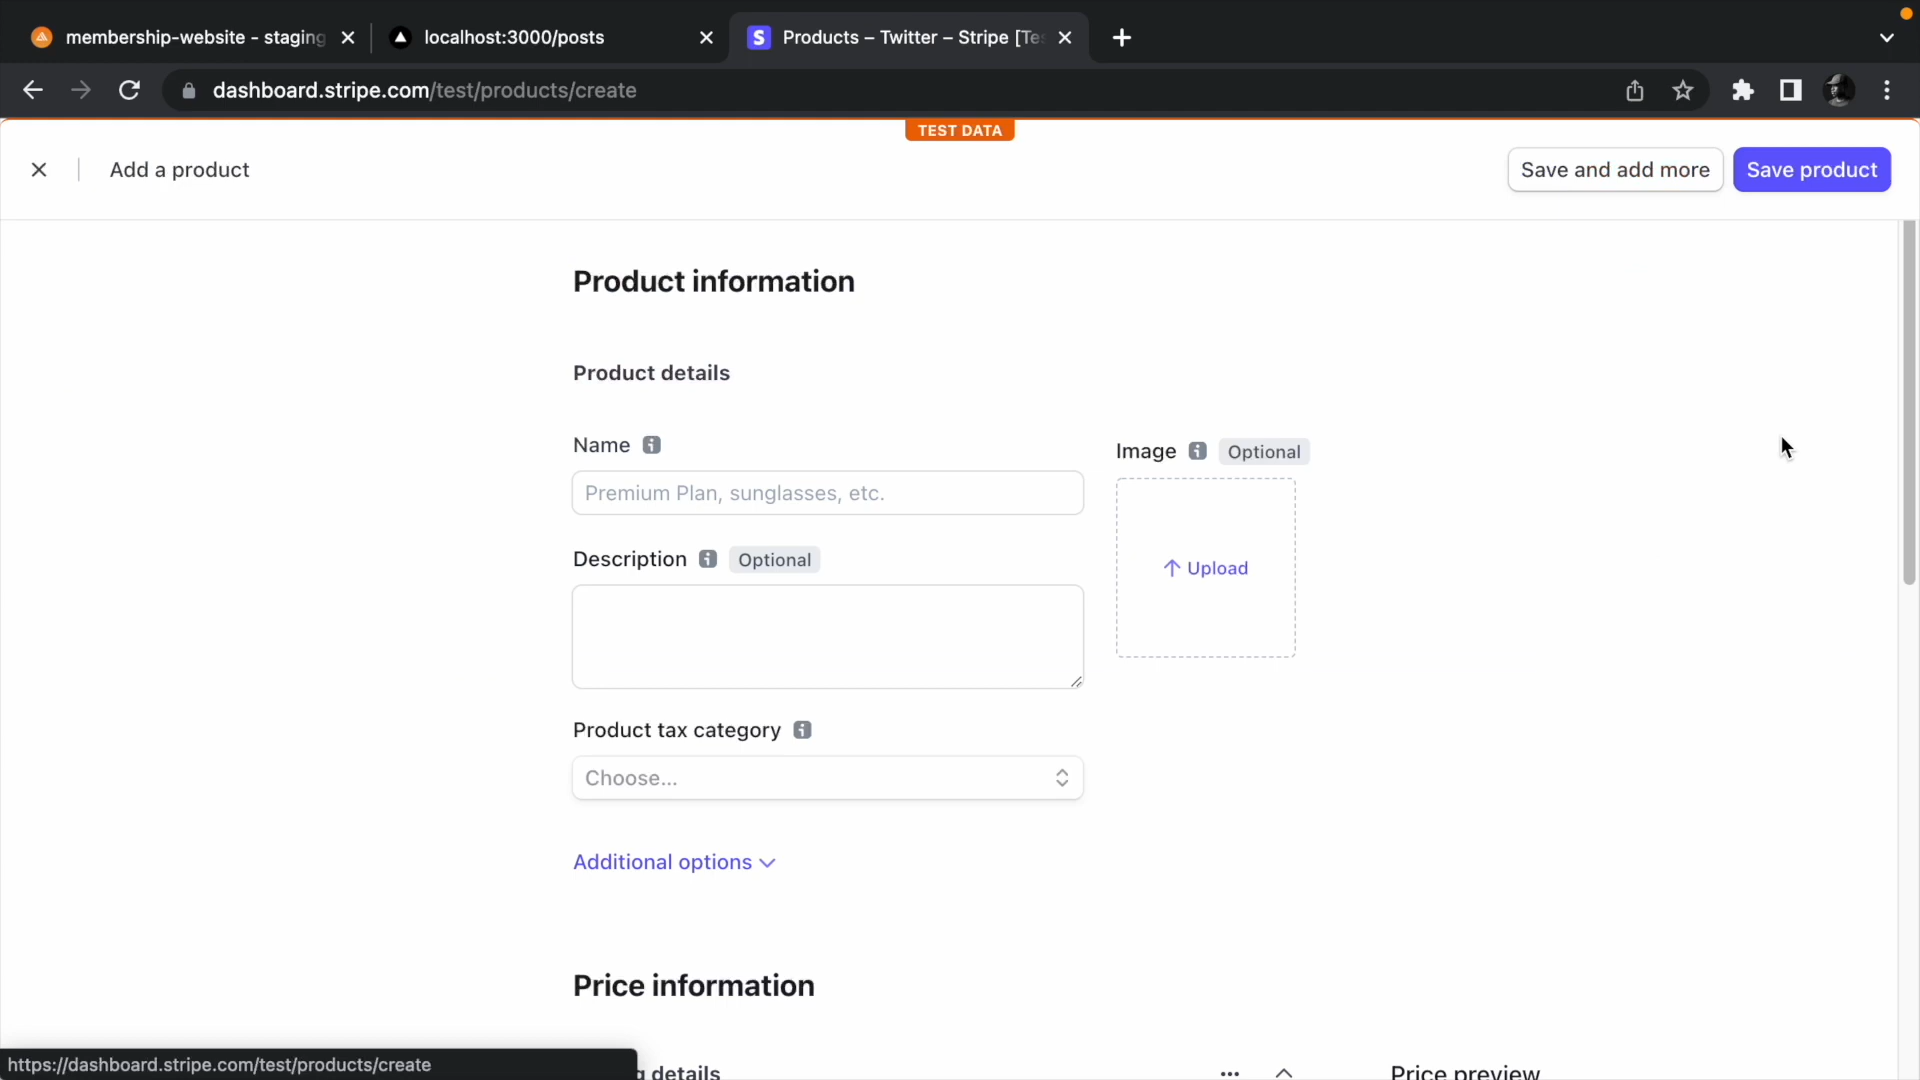 membership-website - staging
localhost:3000/posts
Products – Twitter – Stripe [Te
dashboard.stripe.com/test/products/create
TEST DATA
Add a product
Save and add more
Save product
Product information
Product details
Name
Premium Plan, sunglasses, etc.
Image
Optional
Upload
Description
Optional
Product tax category
Choose...
Additional options
Price information
details
Price preview
https://dashboard.stripe.com/test/products/create